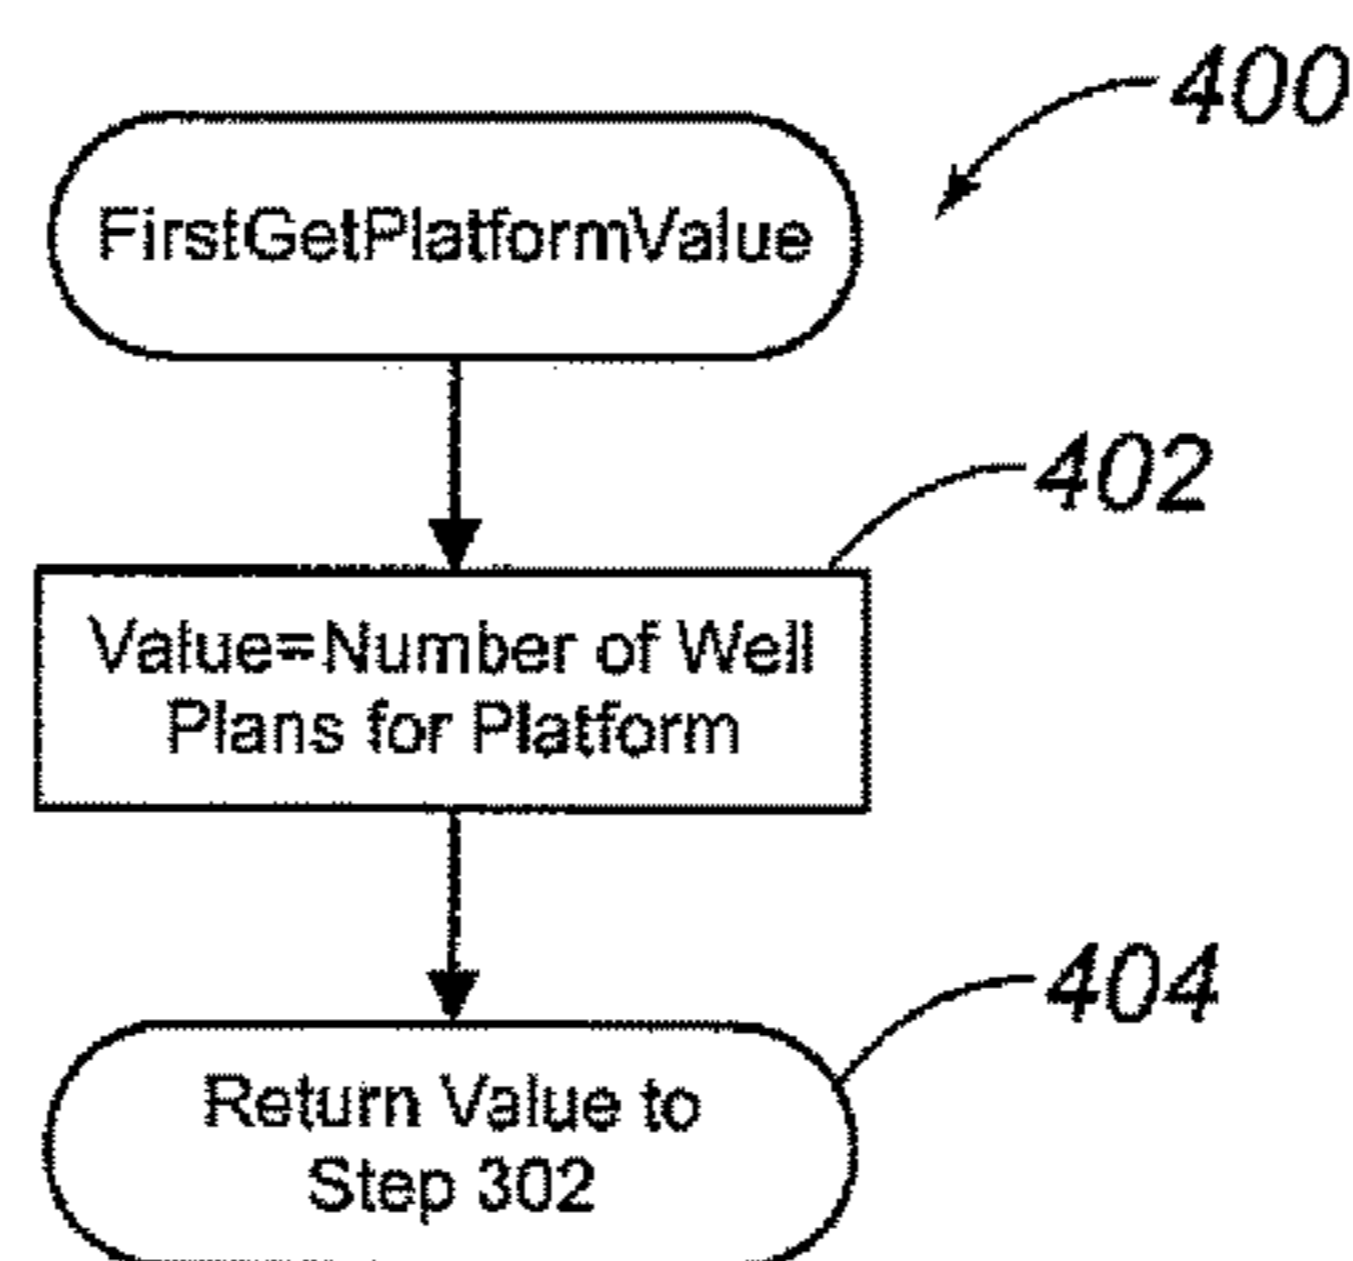 400
FirstGetPlatformValue
402
Value=Number of Well
Plans for Platform
404
Return Value to
Step 302